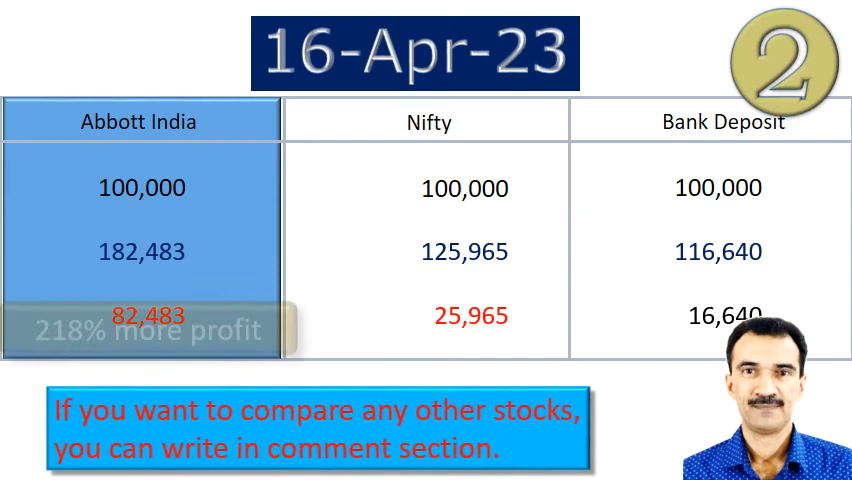 16-Apr-23
2
Abbott India Nifty Bank Deposit
100,000 100,000 100,000
182,483 125,965 116,640
82,483 25,965 16,640
218% more profit
If you want to compare any other stocks,
you can write in comment section.